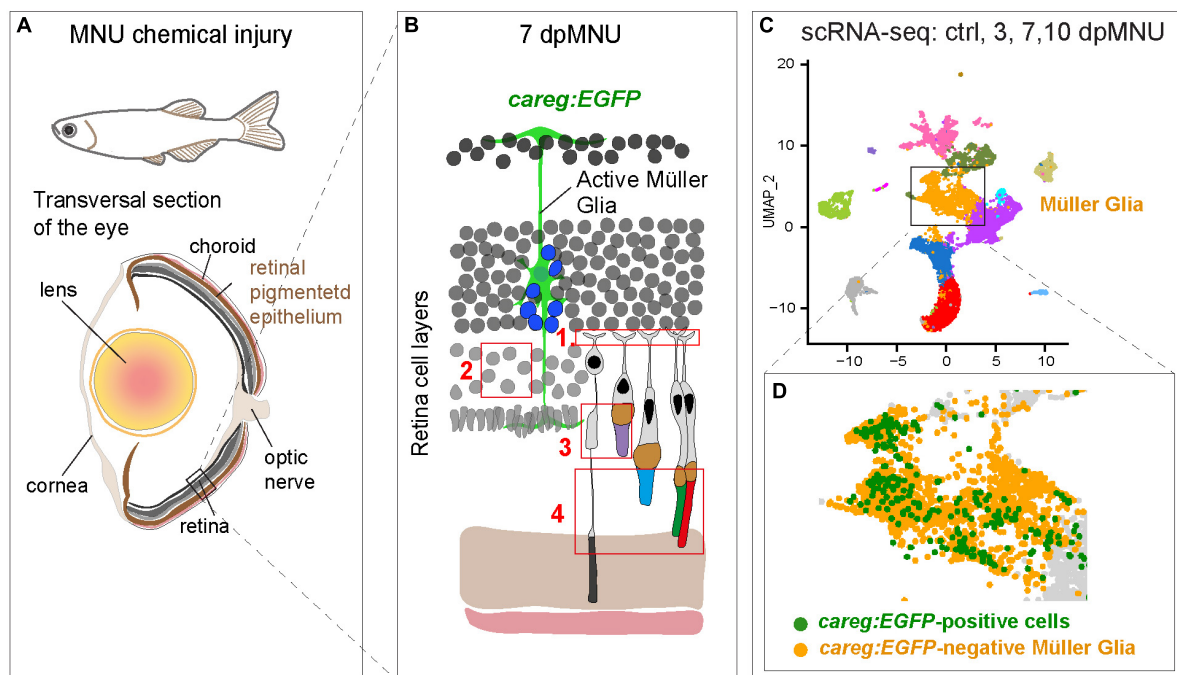 A
MNU chemical injury
Transversal section
of the eye
choroid
retinal
pigmentetd
epithelium
lens
cornea
optic
nerve
retina
B
7 dpMNU
careg:EGFP
Active Müller
Glia
Retina cell layers
1.
2
3
4
C
scRNA-seq: ctrl, 3, 7,10 dpMNU
20
10
0
−10
UMAP_2
Müller Glia
−10
−5
0
5
10
D
careg:EGFP-positive cells
careg:EGFP-negative Müller Glia